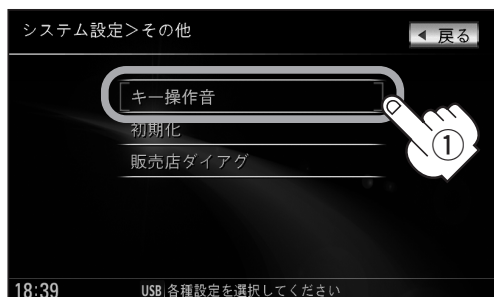 システム設定>その他
◀ 戻る
キー操作音
初期化
販売店ダイアグ
①
18:39 USB 各種設定を選択してください